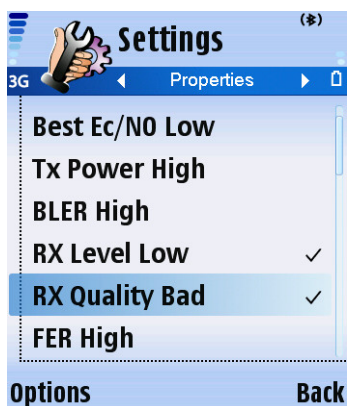 Settings
3G
Properties
Best Ec/N0 Low
Tx Power High
BLER High
RX Level Low
RX Quality Bad
FER High
Options
Back